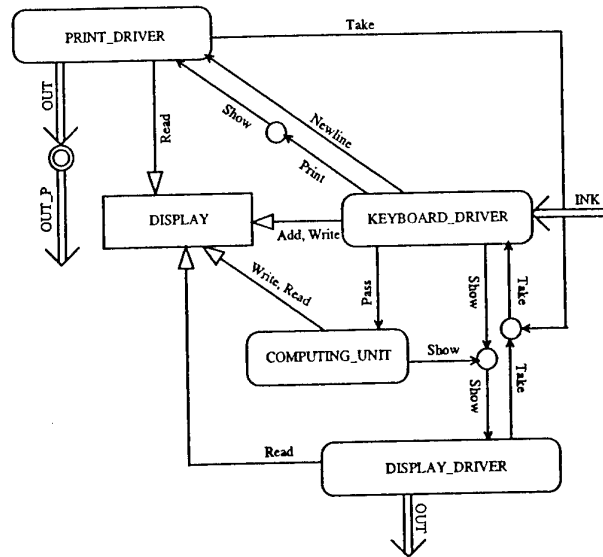 Take
PRINT_DRIVER
OUT
Read
Show
Newline
Print
OUT_P
DISPLAY
KEYBOARD_DRIVER
INK
Add, Write
Write, Read
Pass
Show
Take
COMPUTING_UNIT
Show
Show
Take
Read
DISPLAY_DRIVER
OUT